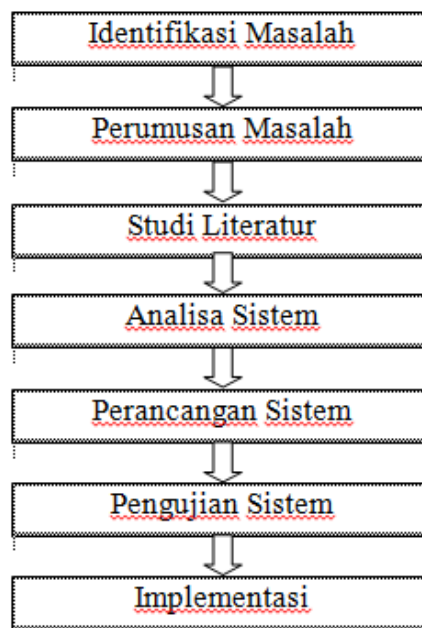 Identifikasi Masalah
Perumusan Masalah
Studi Literatur
Analisa Sistem
Perancangan Sistem
Pengujian Sistem
Implementasi